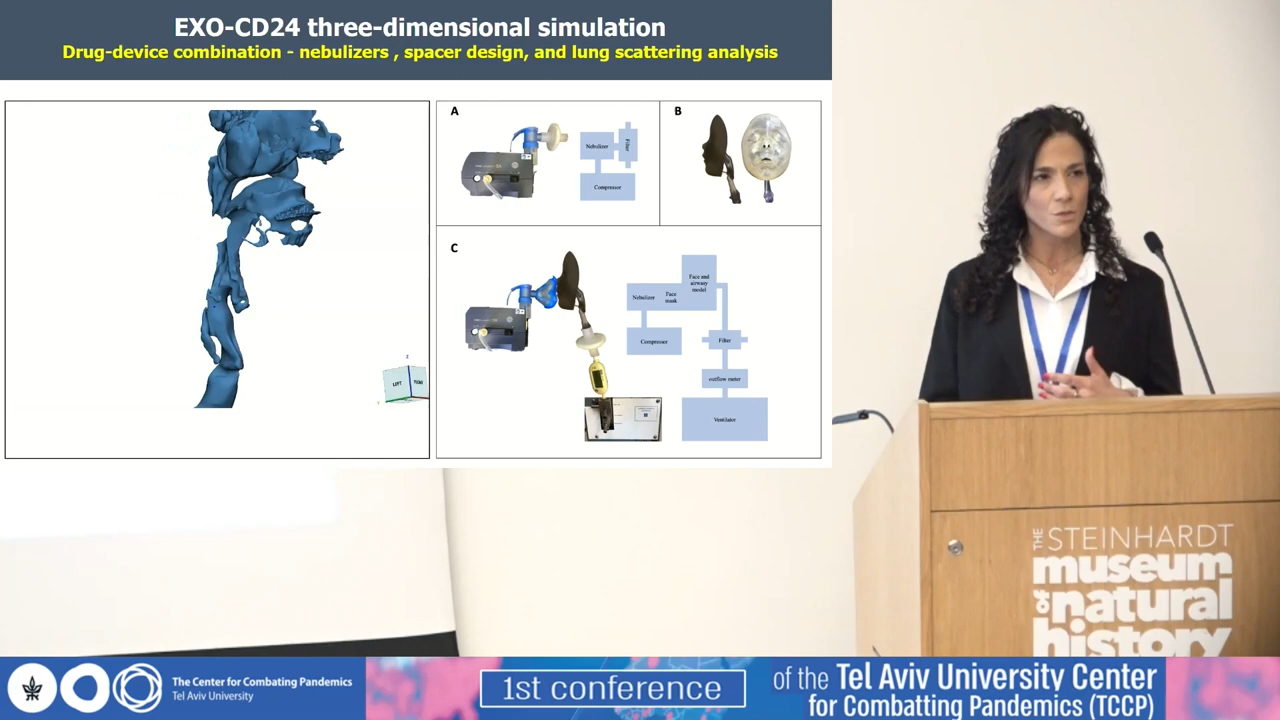 EXO-CD24 three-dimensional simulation
Drug-device combination - nebulizers , spacer design, and lung scattering analysis
A
Nebulizer
Filter
Compressor
B
C
Face and
airway
model
Nebulizer
Face
mask
Compressor
Filter
outflow meter
Ventilator
LEFT
THE STEINHARDT
museum
of natural
history
The Center for Combating Pandemics
Tel Aviv University
1st conference
of the Tel Aviv University Center
for Combatting Pandemics (TCCP)